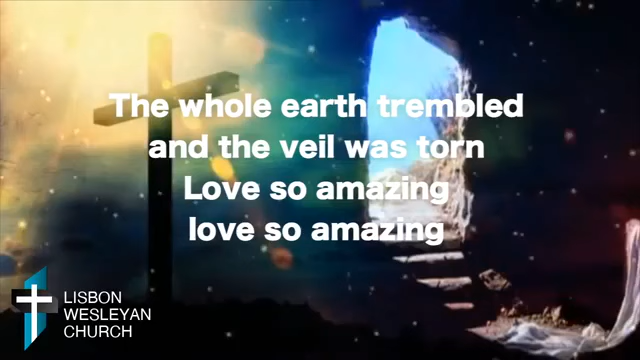 The whole earth trembled
and the veil was torn
Love so amazing
love so amazing
LISBON
WESLEYAN
CHURCH